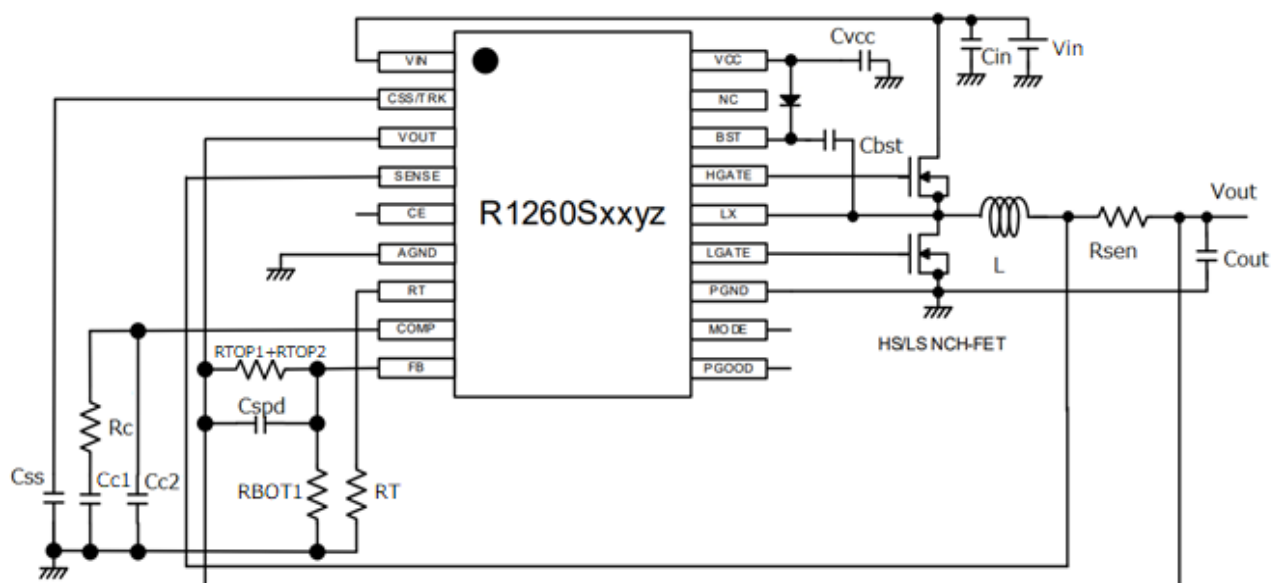 Cvcc
Cin
Vin
VIN
VCC
CSS/TRK
NC
VOUT
BST
Cbst
SENSE
HGATE
CE
R1260Sxxyz
LX
Vout
AGND
LGATE
L
Rsen
Cout
RT
PGND
COMP
MODE
HS/LS NCH-FET
RTOP1+RTOP2
FB
PGOOD
Cspd
Rc
Css
Cc1
Cc2
RBOT1
RT